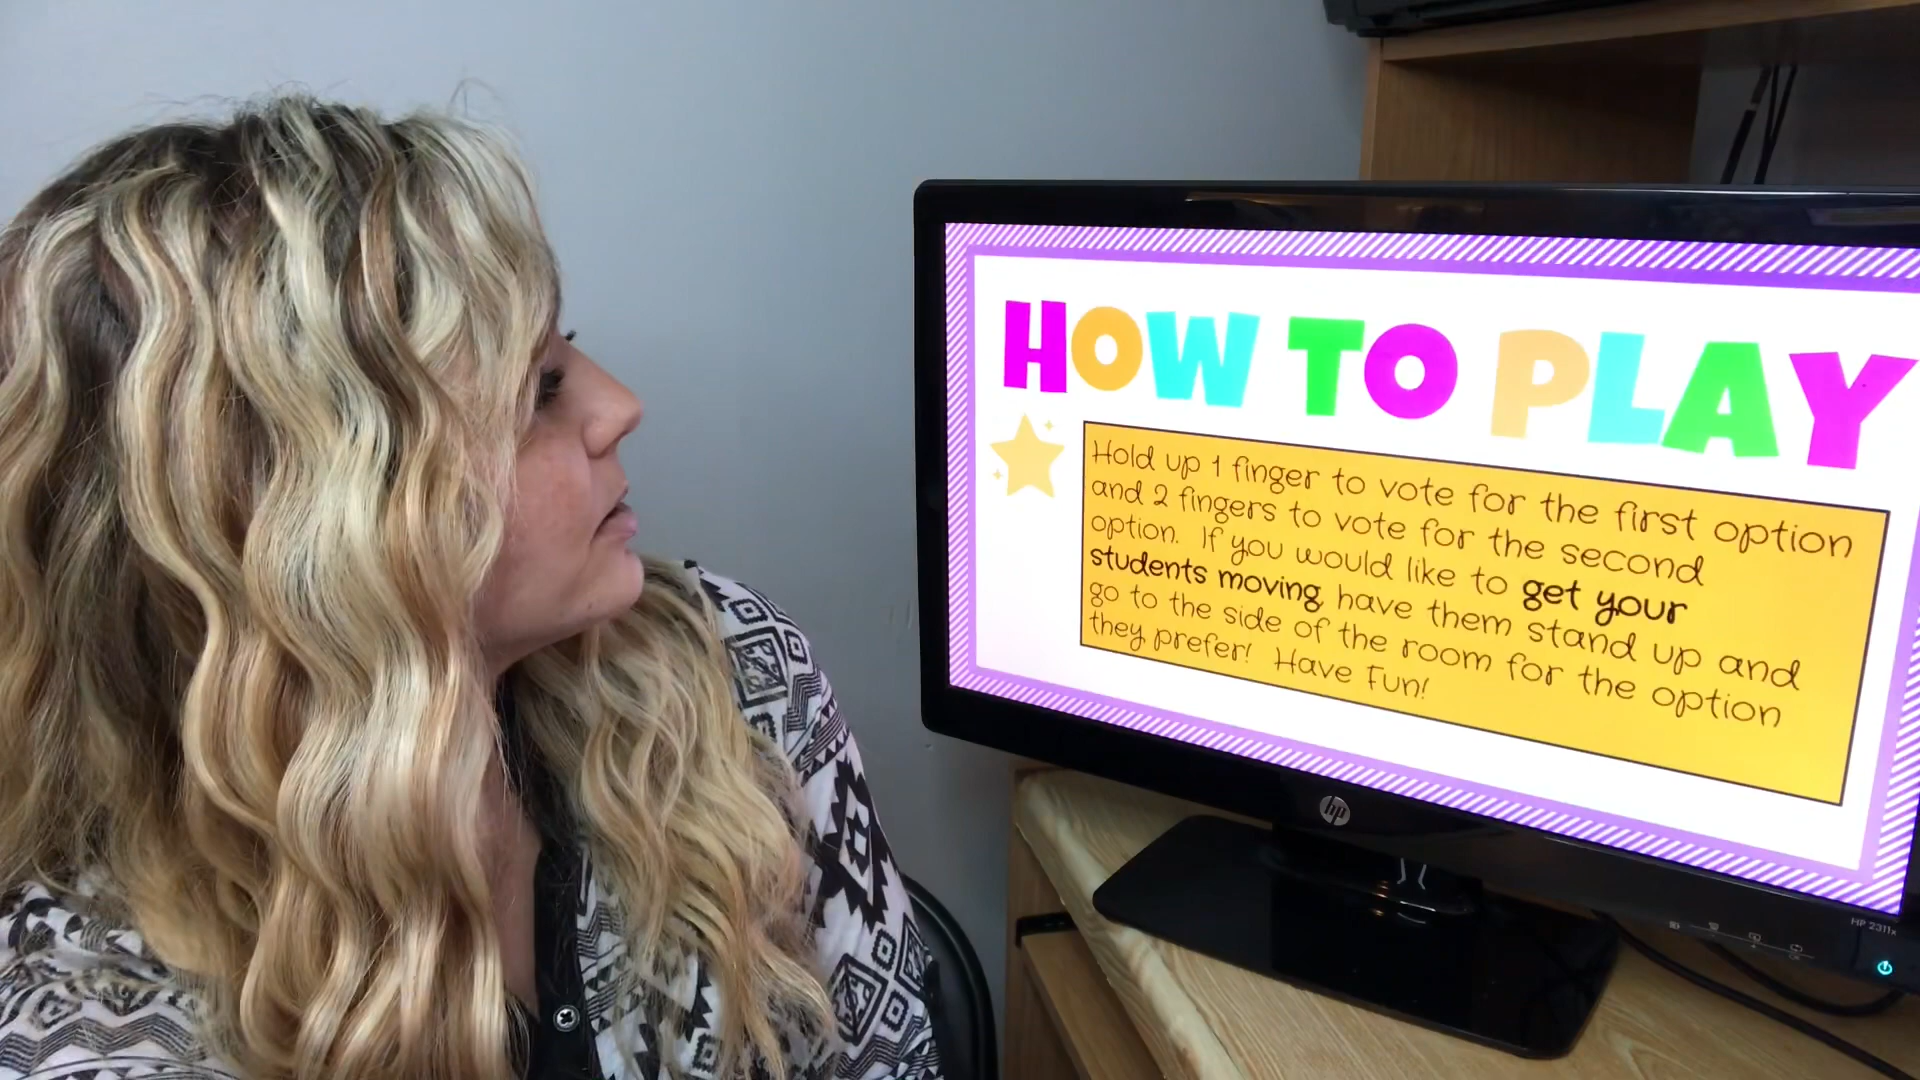 HOW TO PLAY
Hold up 1 finger to vote for the first option
and 2 fingers to vote for the second
option. If you would like to get your
students moving, have them stand up and
go to the side of the room for the option
they prefer! Have Fun!
hp
HP 2311x